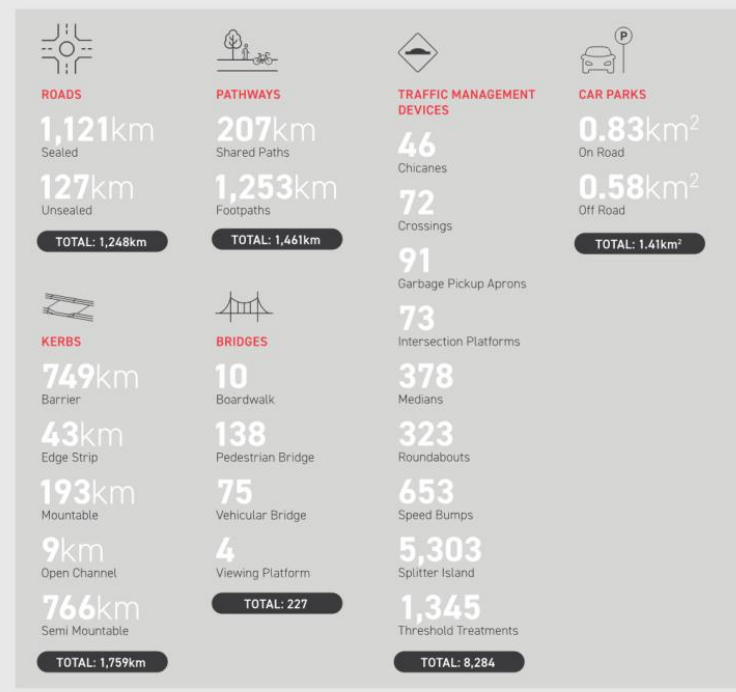 ROADS
1,121km
Sealed
127km
Unsealed
TOTAL: 1,248km
PATHWAYS
207km
Shared Paths
1,253km
Footpaths
TOTAL: 1,461km
TRAFFIC MANAGEMENT
DEVICES
46
Chicanes
72
Crossings
91
Garbage Pickup Aprons
73
Intersection Platforms
378
Medians
323
Roundabouts
653
Speed Bumps
5,303
Splitter Island
1,345
Threshold Treatments
TOTAL: 8,284
P
CAR PARKS
0.83km²
On Road
0.58km²
Off Road
TOTAL: 1.41km²
KERBS
749km
Barrier
43km
Edge Strip
193km
Mountable
9km
Open Channel
766km
Semi Mountable
TOTAL: 1,759km
BRIDGES
10
Boardwalk
138
Pedestrian Bridge
75
Vehicular Bridge
4
Viewing Platform
TOTAL: 227